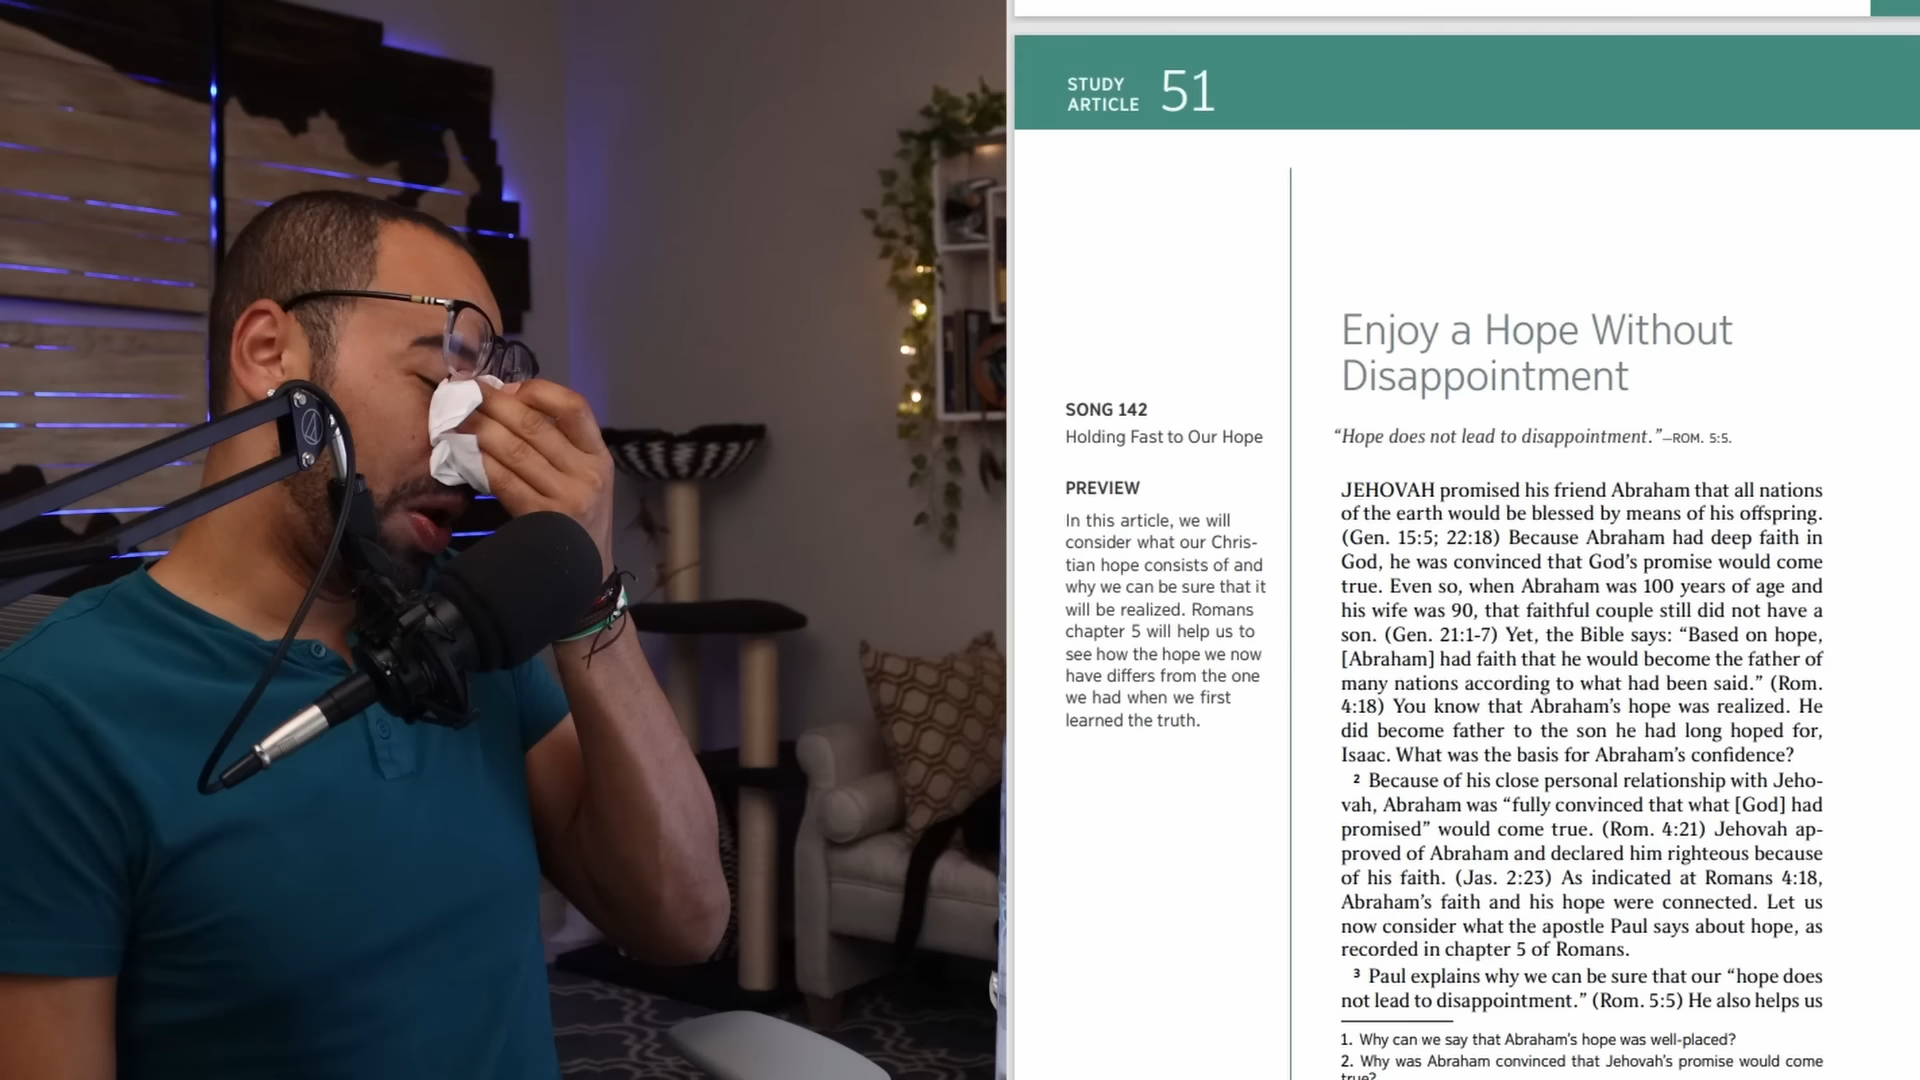 STUDY
ARTICLE 51
SONG 142
Holding Fast to Our Hope
PREVIEW
In this article, we will
consider what our Chris-
tian hope consists of and
why we can be sure that it
will be realized. Romans
chapter 5 will help us to
see how the hope we now
have differs from the one
we had when we first
learned the truth.
Enjoy a Hope Without
Disappointment
“Hope does not lead to disappointment.”—ROM. 5:5.
JEHOVAH promised his friend Abraham that all nations
of the earth would be blessed by means of his offspring.
(Gen. 15:5; 22:18) Because Abraham had deep faith in
God, he was convinced that God’s promise would come
true. Even so, when Abraham was 100 years of age and
his wife was 90, that faithful couple still did not have a
son. (Gen. 21:1-7) Yet, the Bible says: “Based on hope,
[Abraham] had faith that he would become the father of
many nations according to what had been said.” (Rom.
4:18) You know that Abraham’s hope was realized. He
did become father to the son he had long hoped for,
Isaac. What was the basis for Abraham’s confidence?
2 Because of his close personal relationship with Jeho-
vah, Abraham was “fully convinced that what [God] had
promised” would come true. (Rom. 4:21) Jehovah ap-
proved of Abraham and declared him righteous because
of his faith. (Jas. 2:23) As indicated at Romans 4:18,
Abraham’s faith and his hope were connected. Let us
now consider what the apostle Paul says about hope, as
recorded in chapter 5 of Romans.
3 Paul explains why we can be sure that our “hope does
not lead to disappointment.” (Rom. 5:5) He also helps us
1. Why can we say that Abraham’s hope was well-placed?
2. Why was Abraham convinced that Jehovah’s promise would come
true?